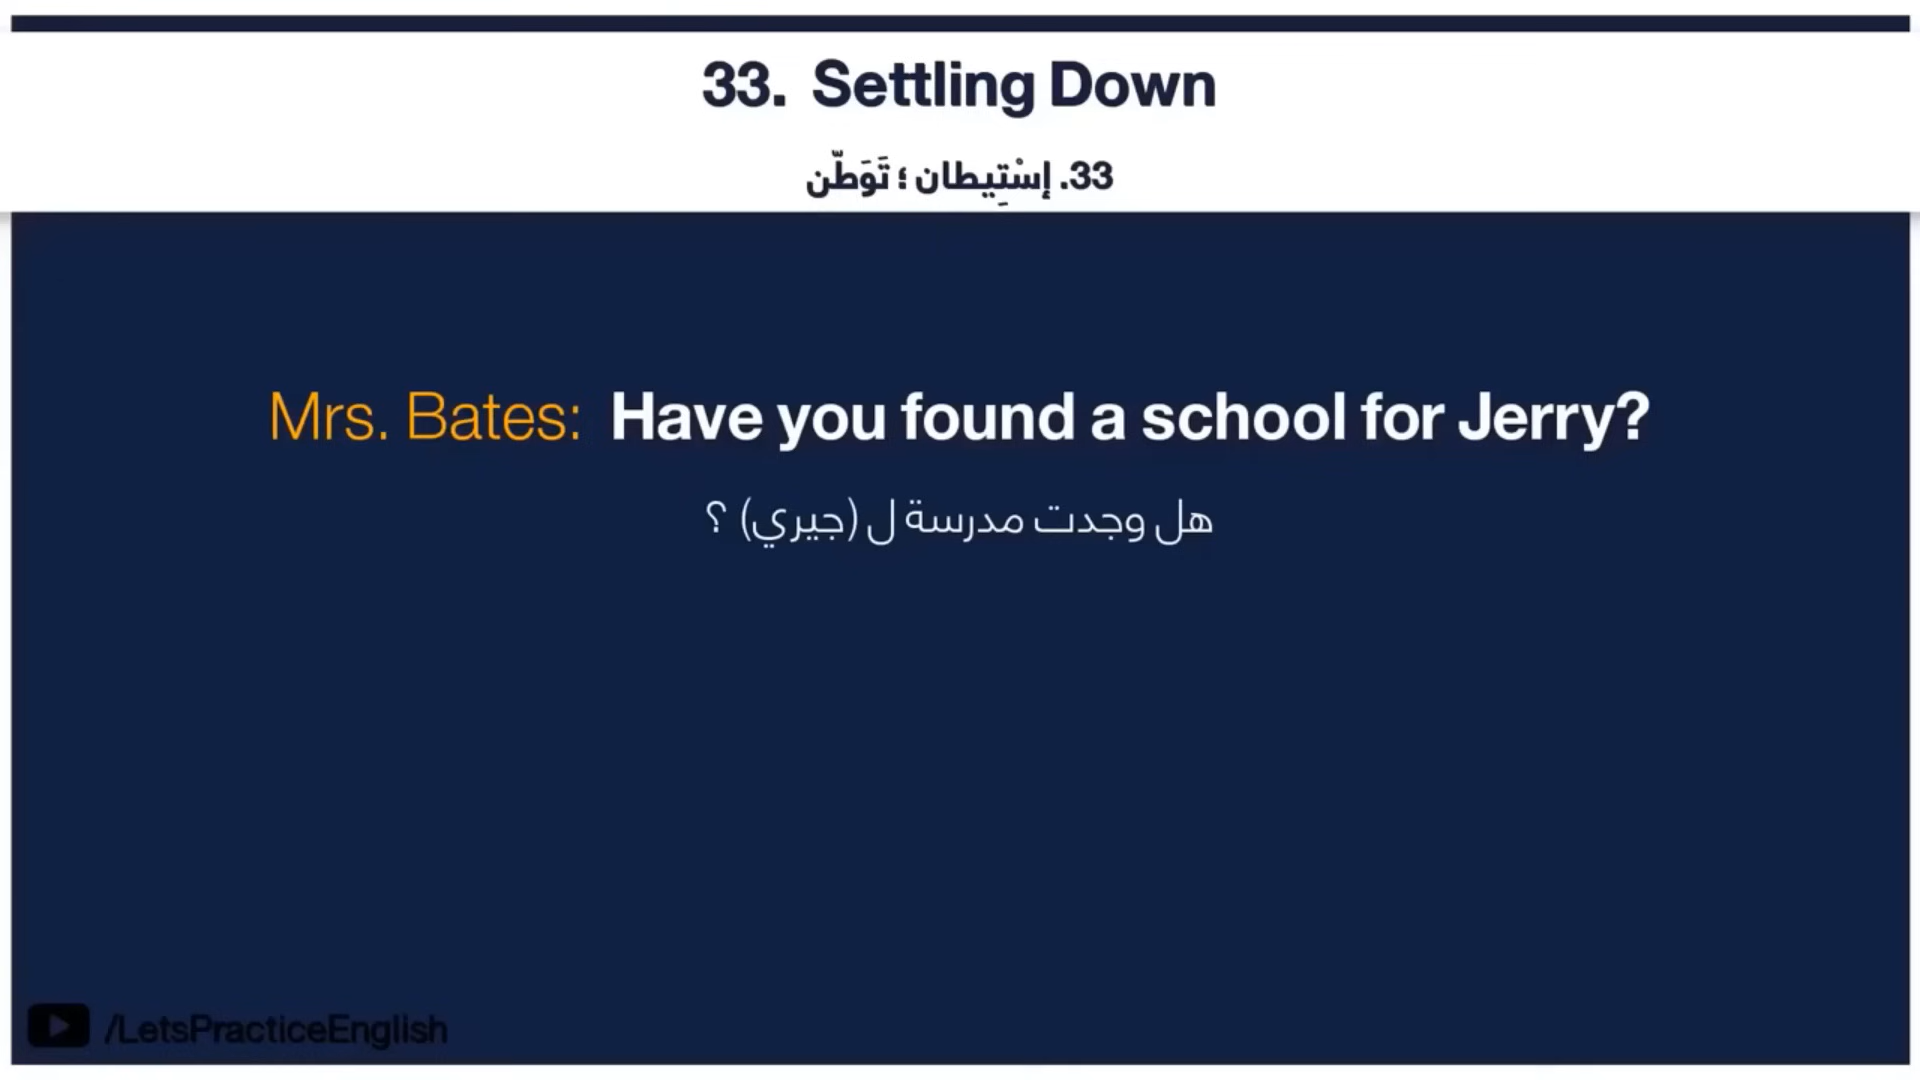 33. Settling Down
33. إسْتِيطان ؛ تَوَطّن
Mrs. Bates: Have you found a school for Jerry?
هل وجدت مدرسة ل (جيري) ؟
/LetsPracticeEnglish